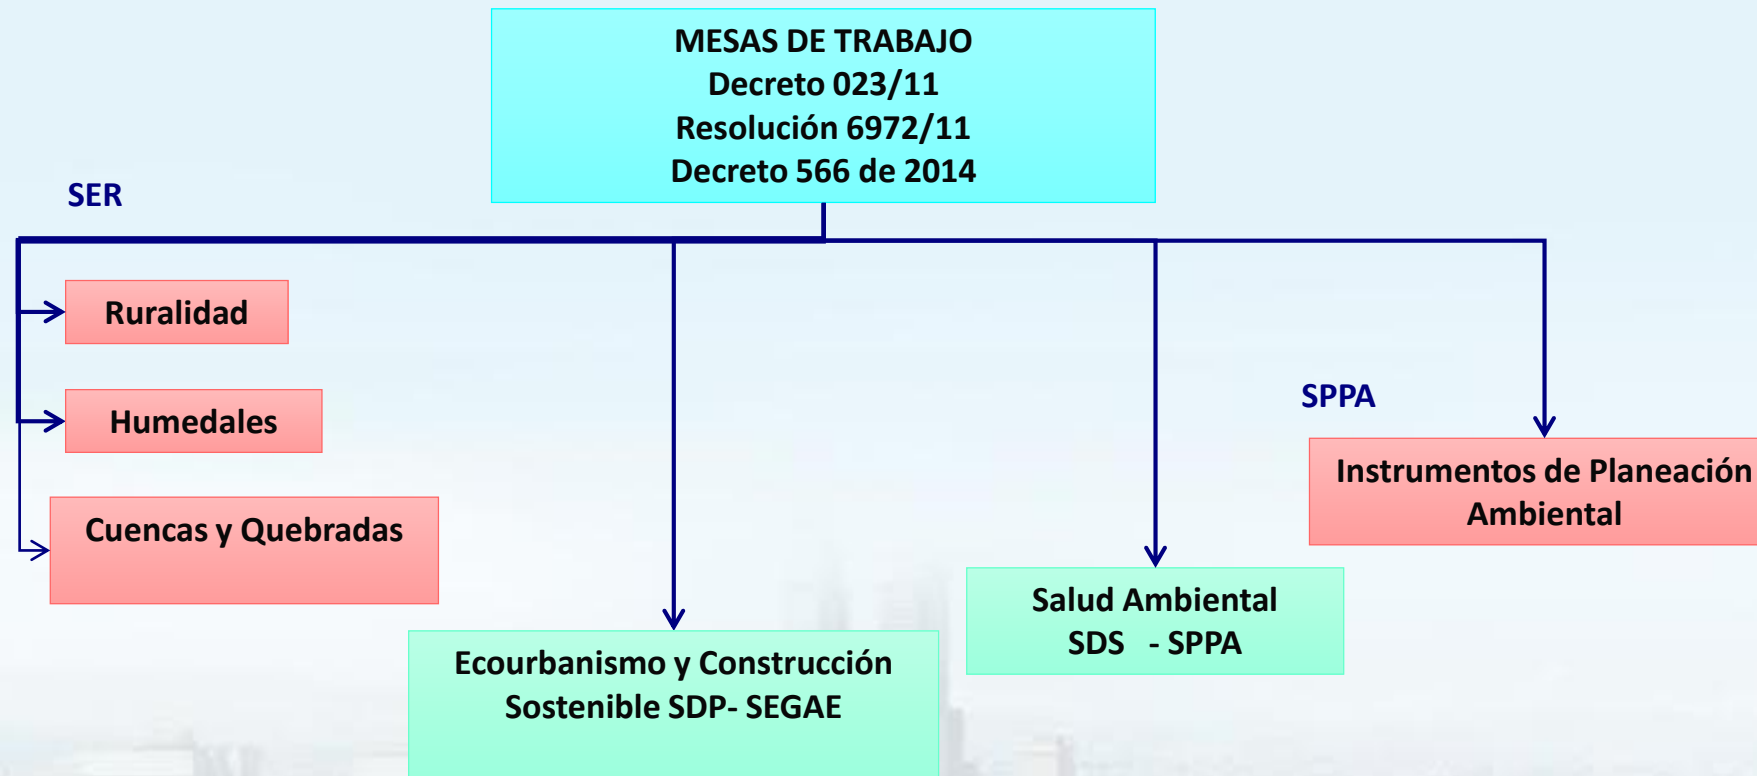 MESAS DE TRABAJO
Decreto 023/11
Resolución 6972/11
Decreto 566 de 2014
SER
Ruralidad
Humedales
Cuencas y Quebradas
Ecourbanismo y Construcción
Sostenible SDP- SEGAE
Salud Ambiental
SDS - SPPA
SPPA
Instrumentos de Planeación
Ambiental